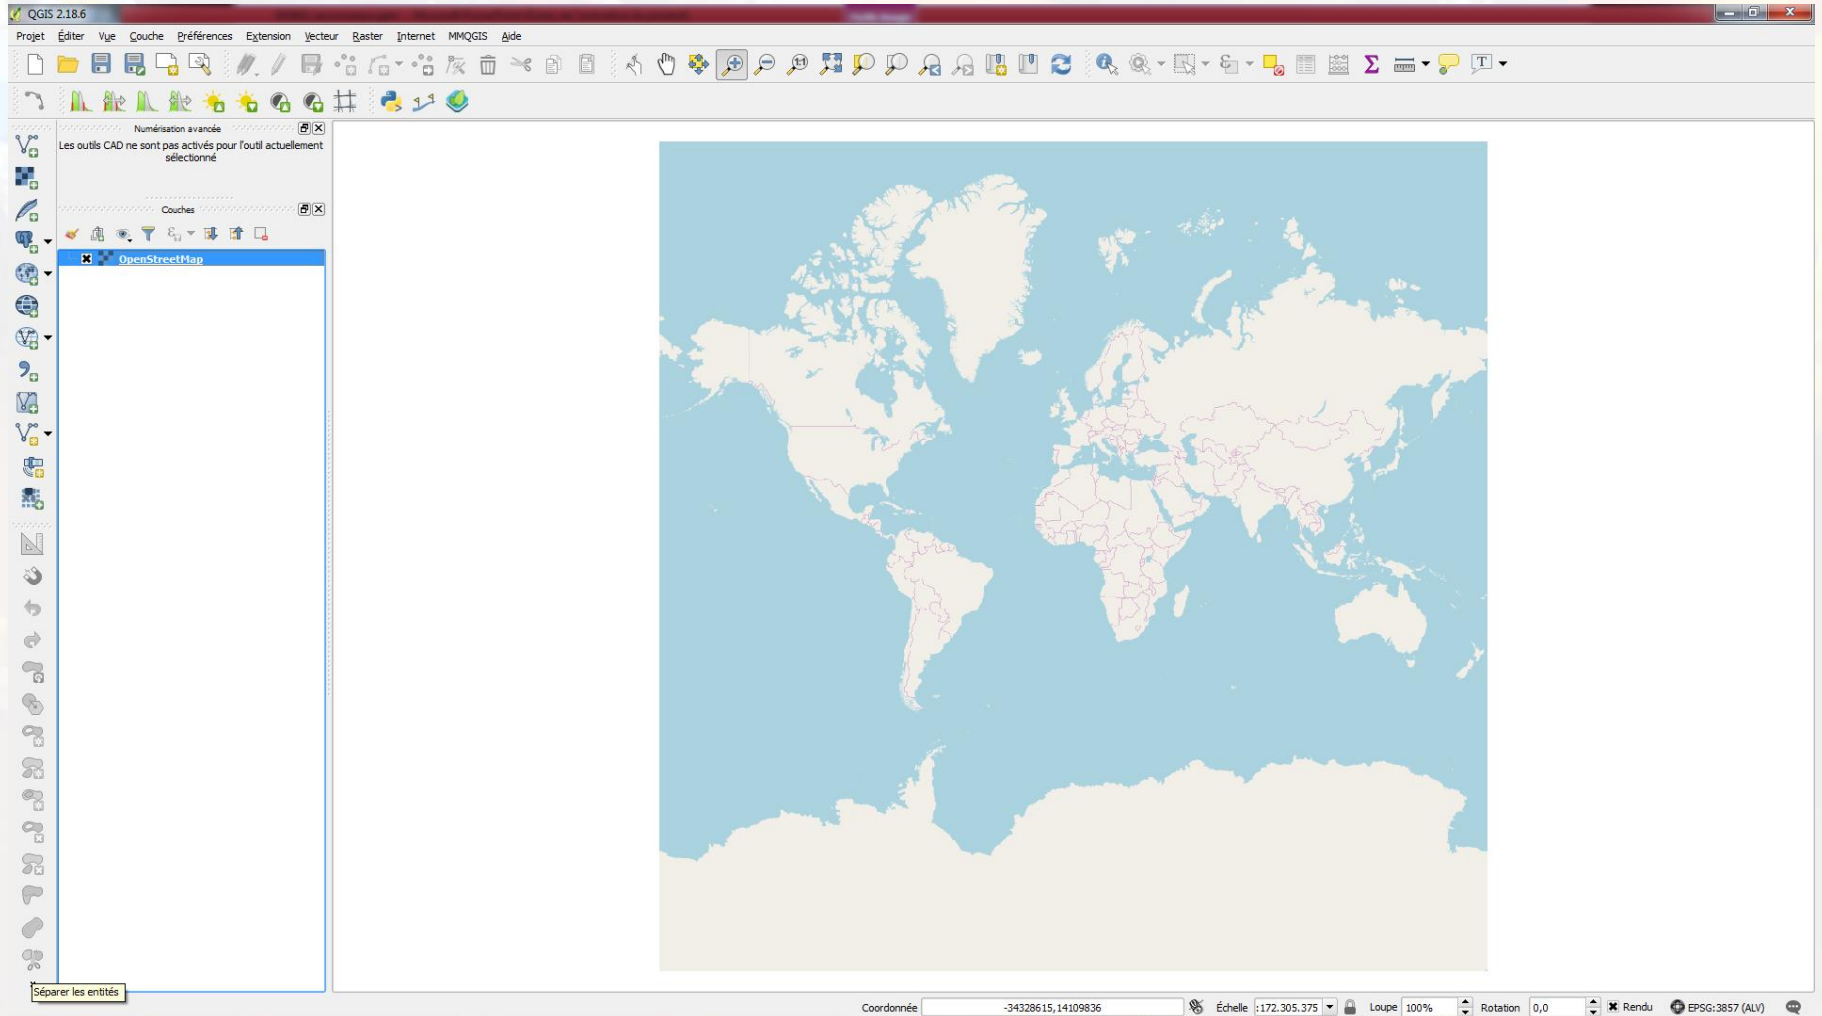 QGIS 2.18.6
Projet Éditer Vue Couche Préférences Extension Vecteur Raster Internet MMQGIS Aide
Numérisation avancée
Les outils CAD ne sont pas activés pour l'outil actuellement
sélectionné
Couches
OpenStreetMap
Séparer les entités
Coordonnée -34328615,14109836 Échelle :172.305.375 Loupe 100% Rotation 0,0 Rendu EPSG:3857 (ALV)